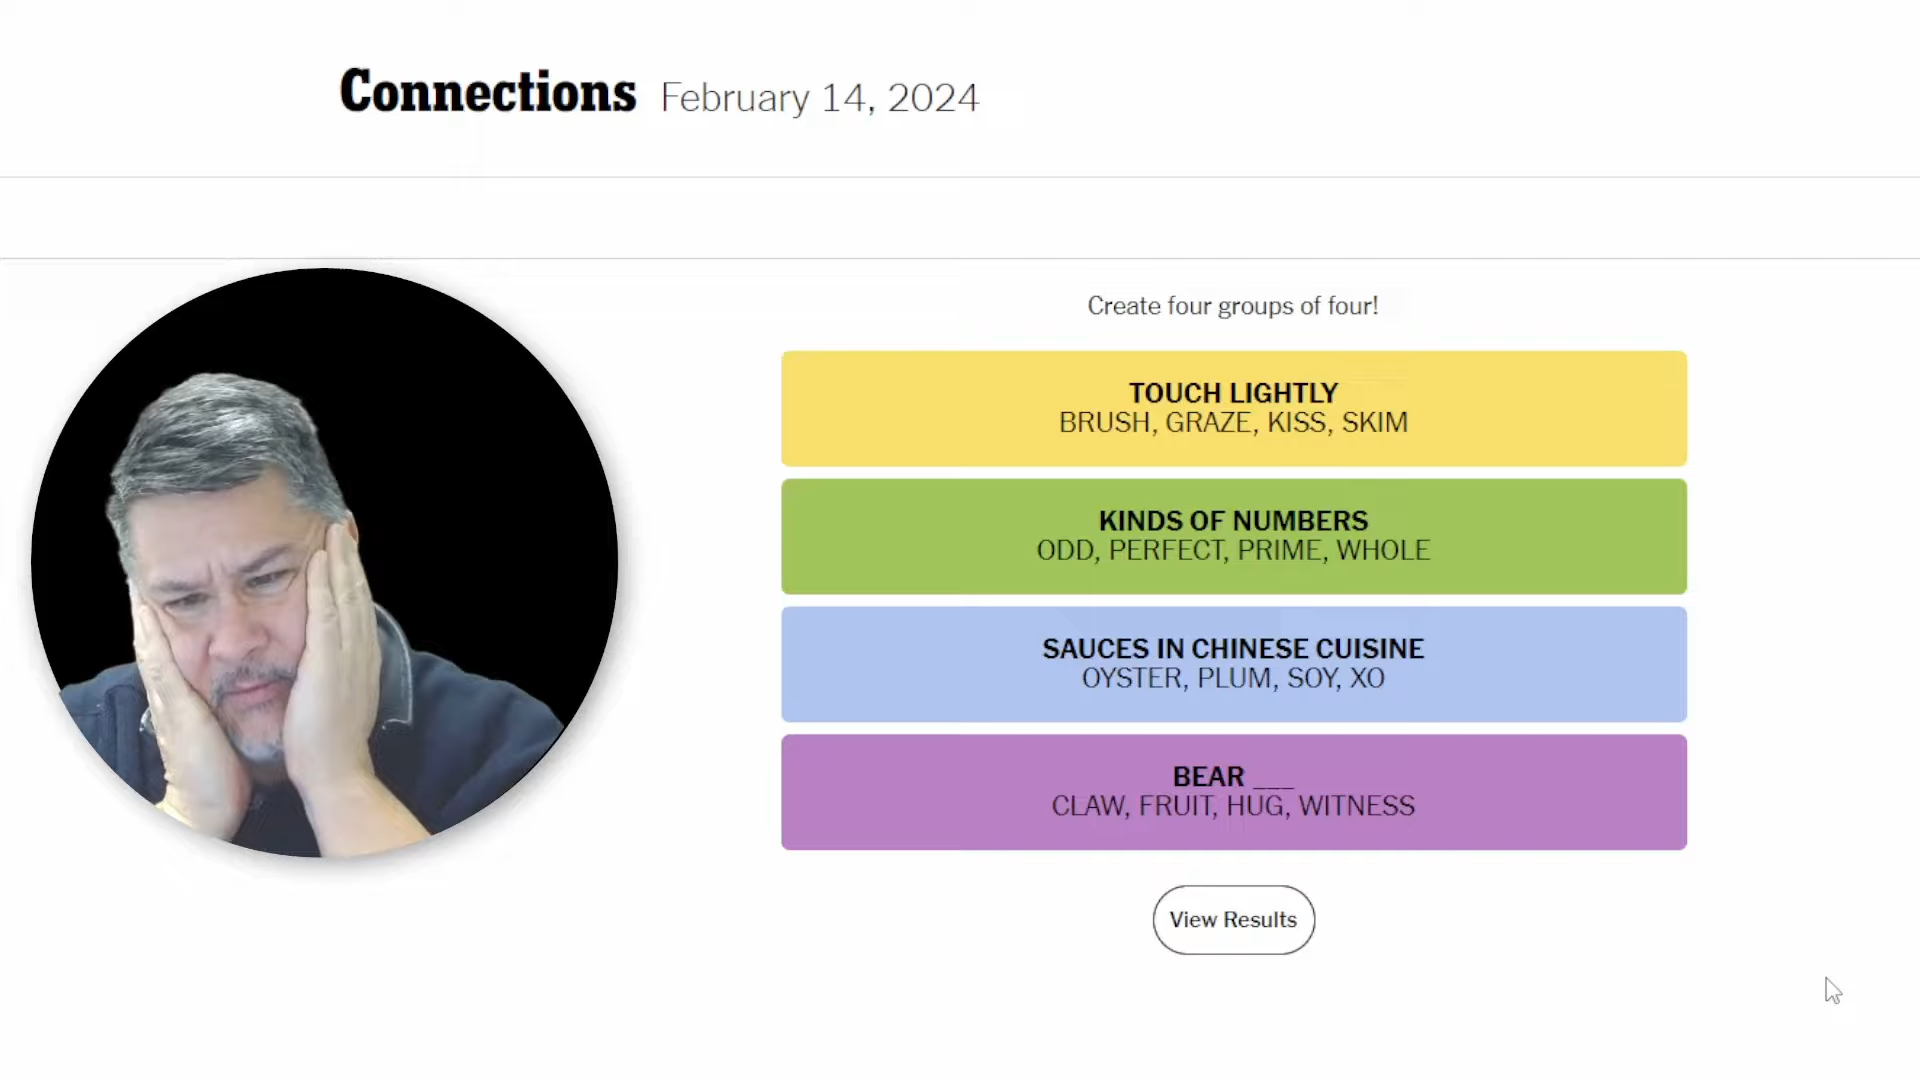 Connections February 14, 2024
Create four groups of four!
TOUCH LIGHTLY
BRUSH, GRAZE, KISS, SKIM
KINDS OF NUMBERS
ODD, PERFECT, PRIME, WHOLE
SAUCES IN CHINESE CUISINE
OYSTER, PLUM, SOY, XO
BEAR ___
CLAW, FRUIT, HUG, WITNESS
View Results